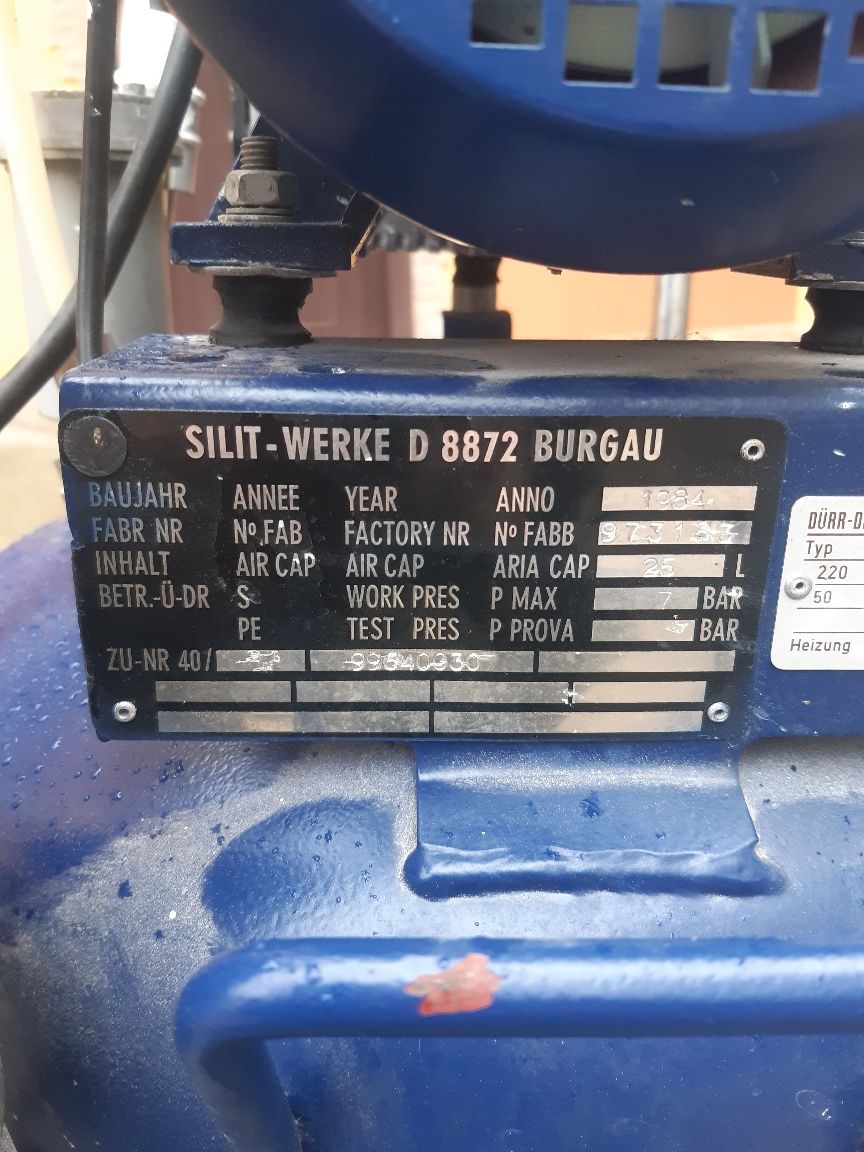 SILIT-WERKE D 8872 BURGAU
BAUJAHR ANNEE YEAR ANNO 1984
FABR NR Nº FAB FACTORY NR Nº FABB 973133
INHALT AIR CAP AIR CAP ARIA CAP 25 L
BETR.-Ü-DR S WORK PRES P MAX 7 BAR
PE TEST PRES P PROVA BAR
ZU-NR 40/ 99640930
DÜRR-D
Typ
220
50
Heizung